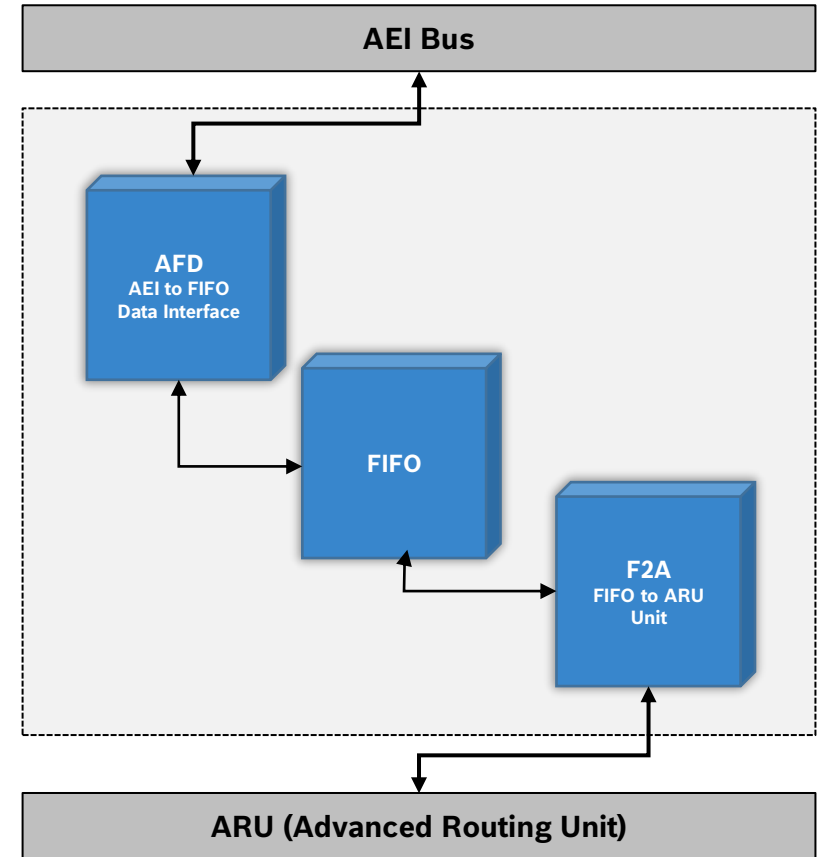 AEI Bus
AFD
AEI to FIFO
Data Interface
FIFO
F2A
FIFO to ARU
Unit
ARU (Advanced Routing Unit)